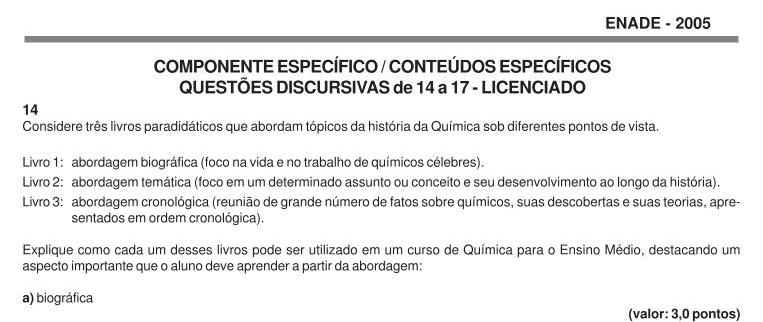 ENADE - 2005
COMPONENTE ESPECÍFICO / CONTEÚDOS ESPECÍFICOS
QUESTÕES DISCURSIVAS de 14 a 17 - LICENCIADO
14
Considere três livros paradidáticos que abordam tópicos da história da Química sob diferentes pontos de vista.
Livro 1: abordagem biográfica (foco na vida e no trabalho de químicos célebres).
Livro 2: abordagem temática (foco em um determinado assunto ou conceito e seu desenvolvimento ao longo da história).
Livro 3: abordagem cronológica (reunião de grande número de fatos sobre químicos, suas descobertas e suas teorias, apre-
sentados em ordem cronológica).
Explique como cada um desses livros pode ser utilizado em um curso de Química para o Ensino Médio, destacando um
aspecto importante que o aluno deve aprender a partir da abordagem:
a) biográfica
(valor: 3,0 pontos)